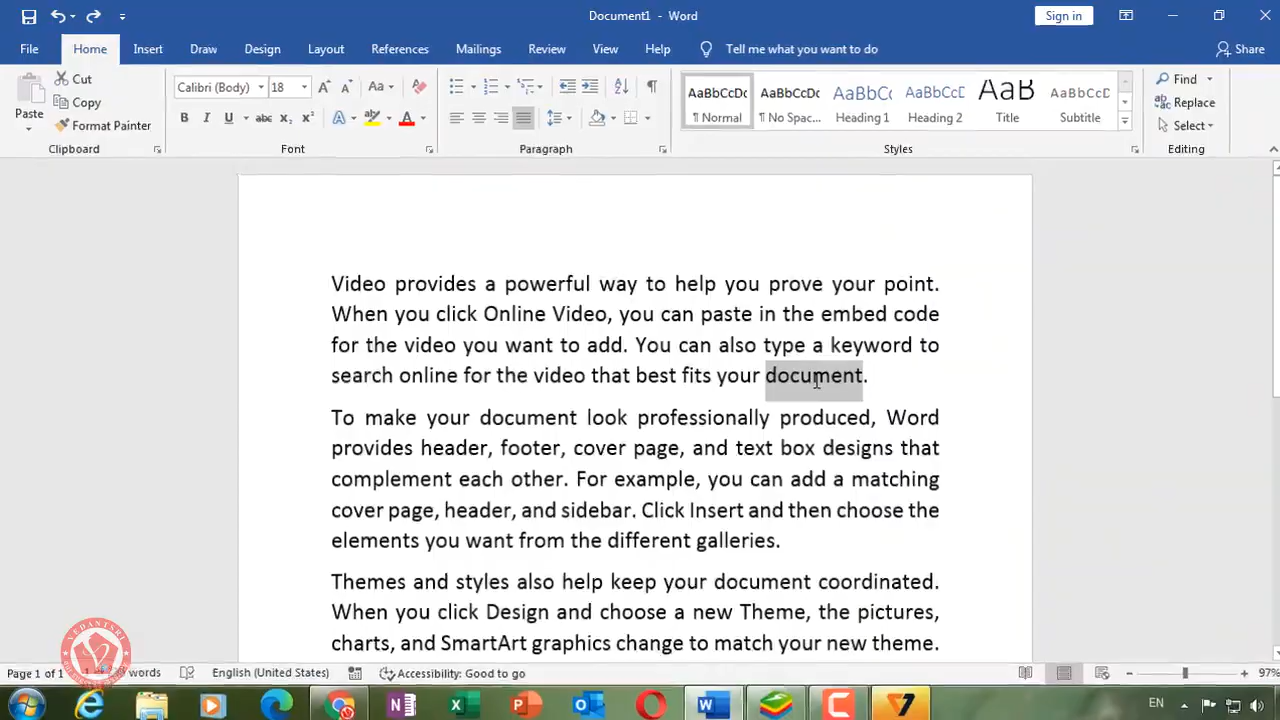 Document1 - Word
Sign in
File Home Insert Draw Design Layout References Mailings Review View Help Tell me what you want to do Share
Paste
Cut
Copy
Format Painter
Clipboard
Calibri (Body) 18
Font
Paragraph
AaBbCcDc AaBbCcDc AaBbCc AaBbCcC AaB AaBbCcD
¶ Normal ¶ No Spac... Heading 1 Heading 2 Title Subtitle
Styles
Find
Replace
Select
Editing
Video provides a powerful way to help you prove your point.
When you click Online Video, you can paste in the embed code
for the video you want to add. You can also type a keyword to
search online for the video that best fits your document.
To make your document look professionally produced, Word
provides header, footer, cover page, and text box designs that
complement each other. For example, you can add a matching
cover page, header, and sidebar. Click Insert and then choose the
elements you want from the different galleries.
Themes and styles also help keep your document coordinated.
When you click Design and choose a new Theme, the pictures,
charts, and SmartArt graphics change to match your new theme.
Page 1 of 1 words English (United States) Accessibility: Good to go 97%
EN